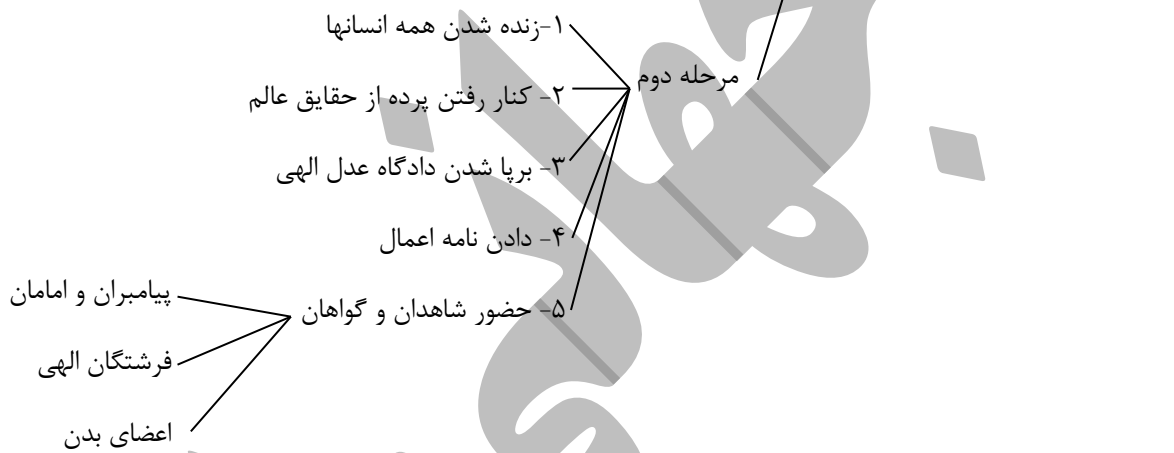 ۱-زنده شدن همه انسانها
مرحله دوم
۲- کنار رفتن پرده از حقایق عالم
۳- برپا شدن دادگاه عدل الهی
۴- دادن نامه اعمال
۵- حضور شاهدان و گواهان
پیامبران و امامان
فرشتگان الهی
اعضای بدن